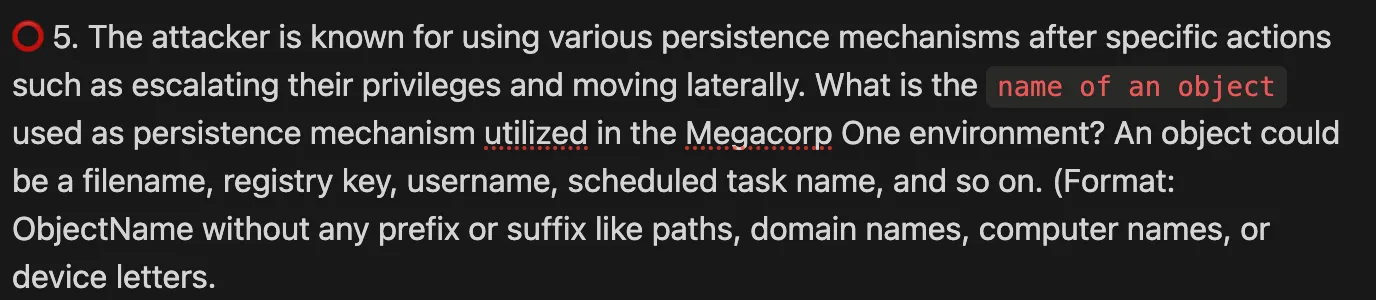 ⭕ 5. The attacker is known for using various persistence mechanisms after specific actions
such as escalating their privileges and moving laterally. What is the name of an object
used as persistence mechanism utilized in the Megacorp One environment? An object could
be a filename, registry key, username, scheduled task name, and so on. (Format:
ObjectName without any prefix or suffix like paths, domain names, computer names, or
device letters.